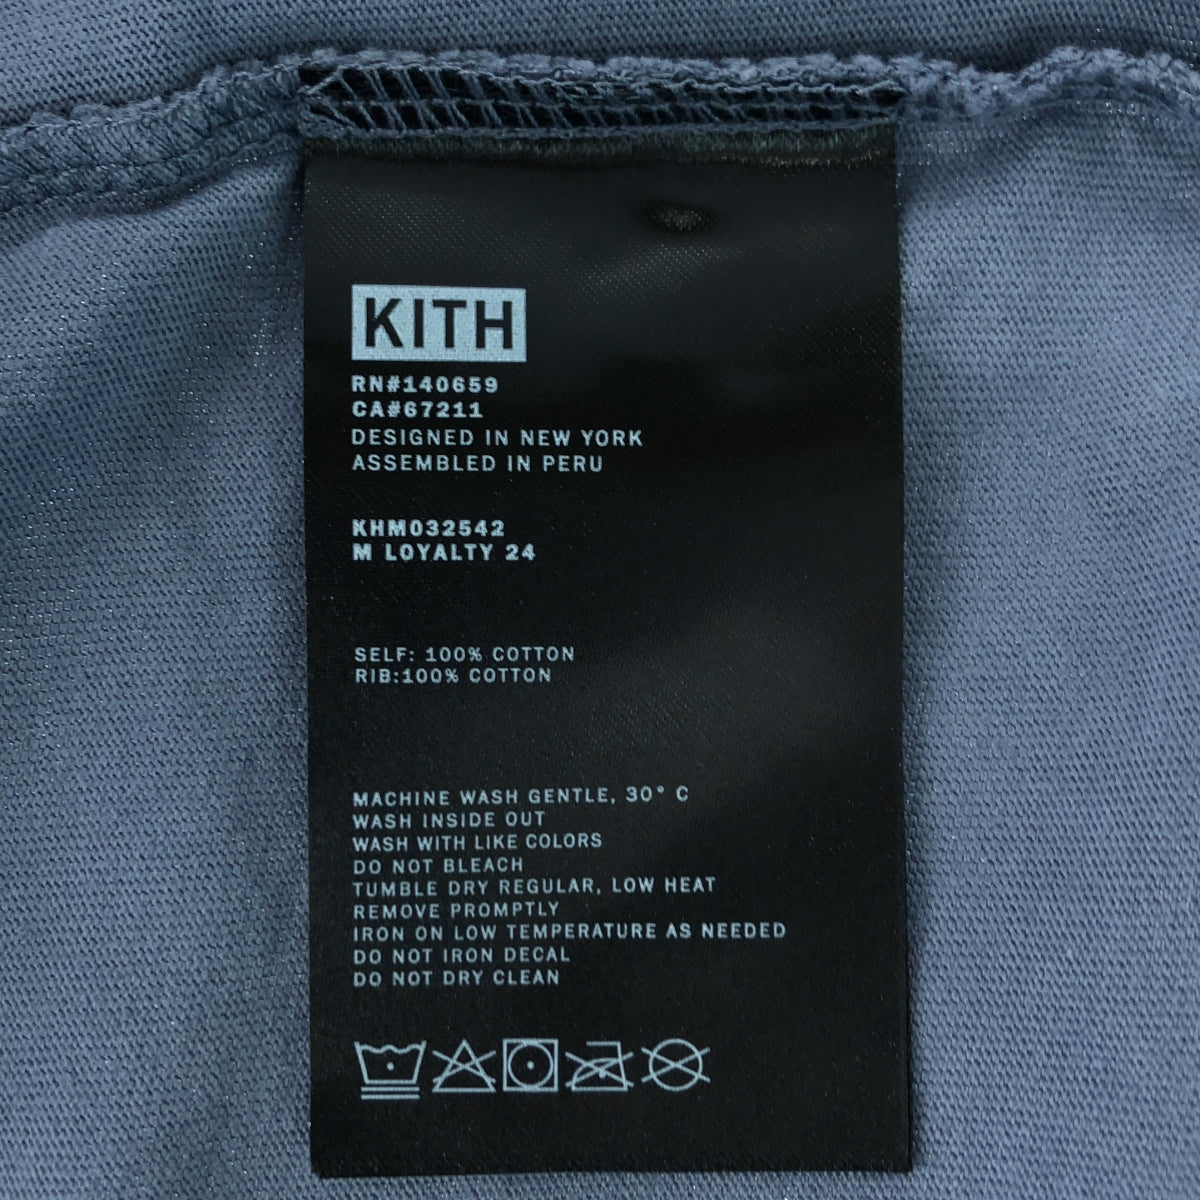 KITH
RN#140659
CA#67211
DESIGNED IN NEW YORK
ASSEMBLED IN PERU
KHM032542
M LOYALTY 24
SELF: 100% COTTON
RIB:100% COTTON
MACHINE WASH GENTLE, 30° C
WASH INSIDE OUT
WASH WITH LIKE COLORS
DO NOT BLEACH
TUMBLE DRY REGULAR, LOW HEAT
REMOVE PROMPTLY
IRON ON LOW TEMPERATURE AS NEEDED
DO NOT IRON DECAL
DO NOT DRY CLEAN